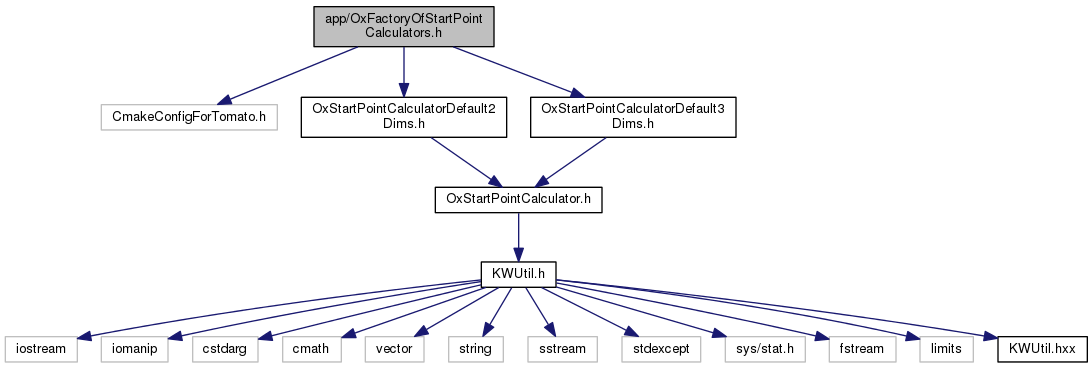 app/OxFactoryOfStartPoint
Calculators.h
CmakeConfigForTomato.h
OxStartPointCalculatorDefault2
Dims.h
OxStartPointCalculatorDefault3
Dims.h
OxStartPointCalculator.h
KWUtil.h
iostream
iomanip
cstdarg
cmath
vector
string
sstream
stdexcept
sys/stat.h
fstream
limits
KWUtil.hxx